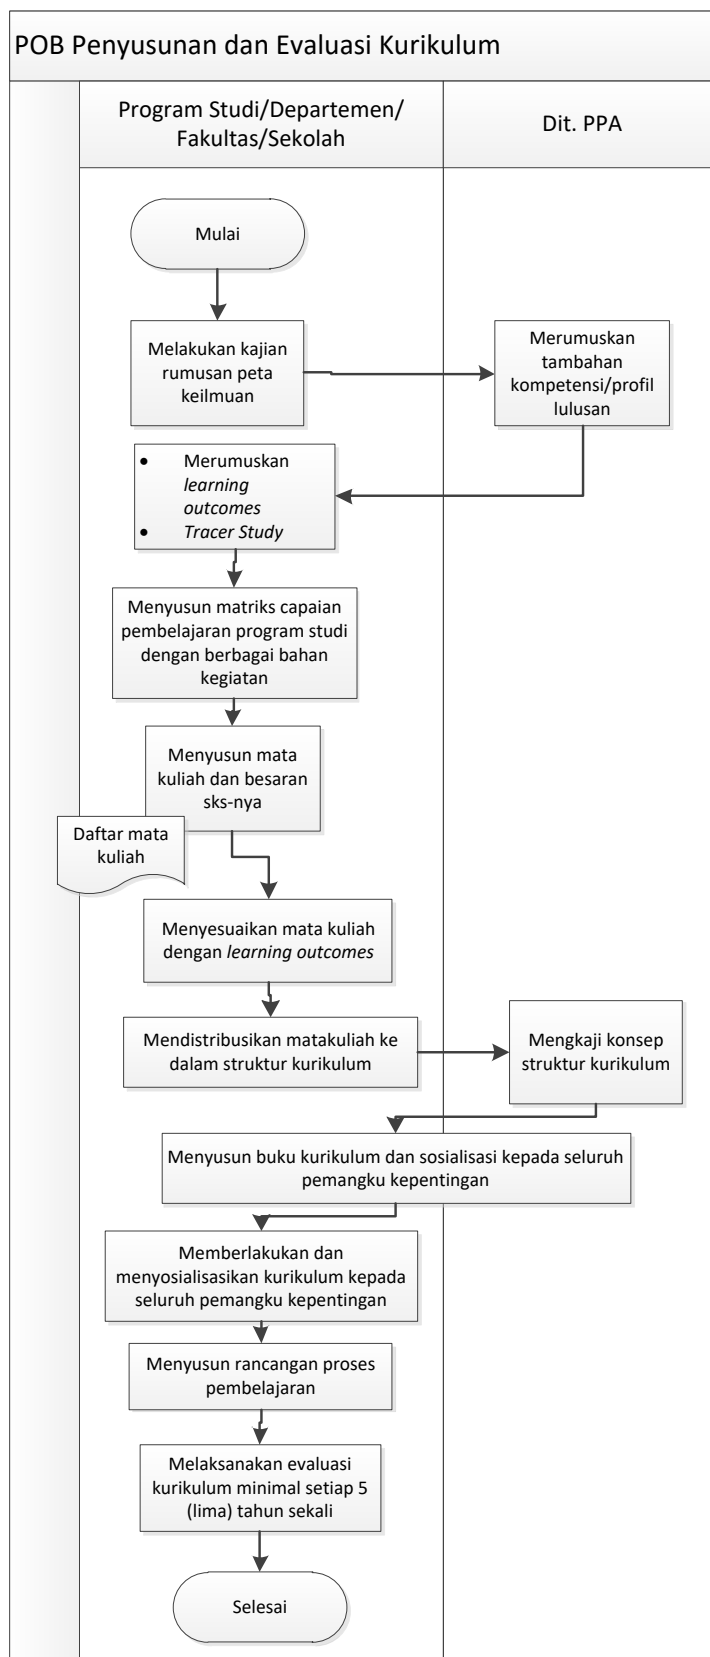 POB Penyusunan dan Evaluasi Kurikulum
Program Studi/Departemen/
Fakultas/Sekolah
Dit. PPA
Mulai
Melakukan kajian
rumusan peta
keilmuan
Merumuskan
tambahan
kompetensi/profil
lulusan
• Merumuskan
learning
outcomes
• Tracer Study
Menyusun matriks capaian
pembelajaran program studi
dengan berbagai bahan
kegiatan
Menyusun mata
kuliah dan besaran
sks-nya
Daftar mata
kuliah
Menyesuaikan mata kuliah
dengan learning outcomes
Mendistribusikan matakuliah ke
dalam struktur kurikulum
Mengkaji konsep
struktur kurikulum
Menyusun buku kurikulum dan sosialisasi kepada seluruh
pemangku kepentingan
Memberlakukan dan
menyosialisasikan kurikulum kepada
seluruh pemangku kepentingan
Menyusun rancangan proses
pembelajaran
Melaksanakan evaluasi
kurikulum minimal setiap 5
(lima) tahun sekali
Selesai